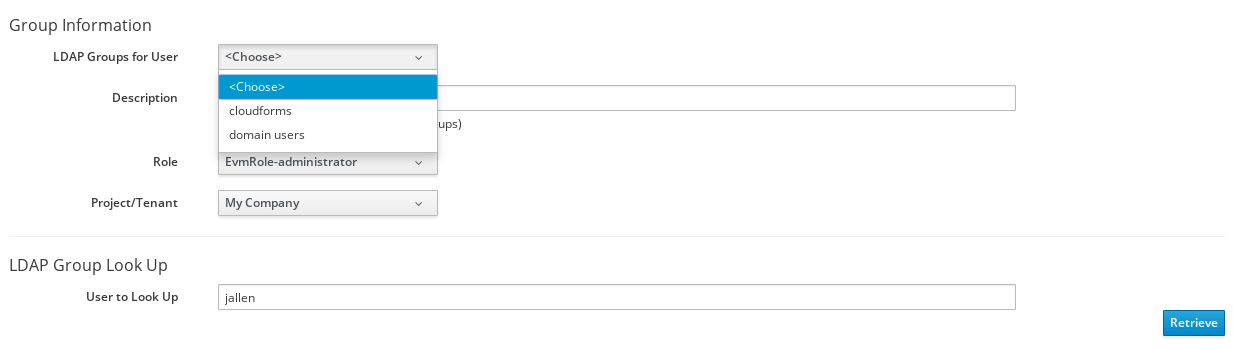 Group Information
LDAP Groups for User <Choose>
<Choose>
Description
cloudforms
ups)
domain users
Role EvmRole-administrator
Project/Tenant My Company
LDAP Group Look Up
User to Look Up jallen
Retrieve